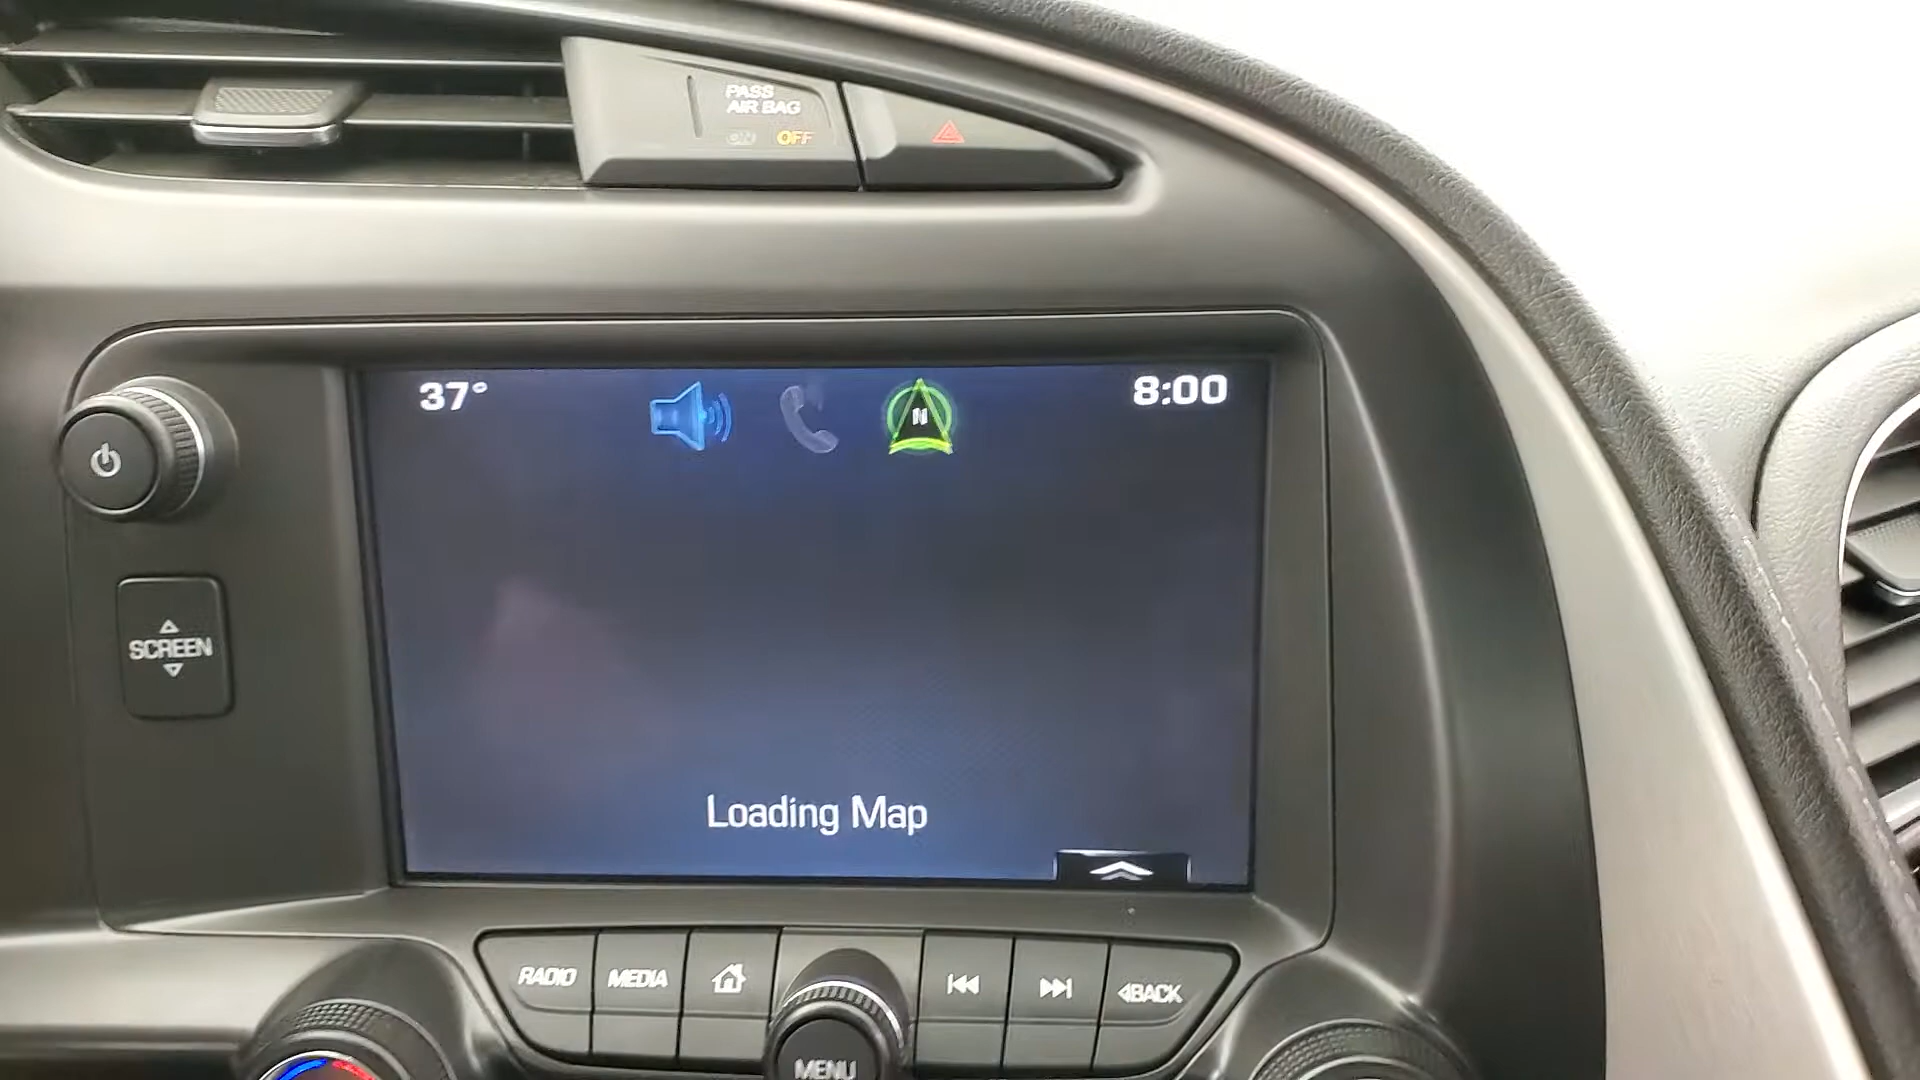 PASS
AIR BAG
OFF
37°
N
8:00
SCREEN
Loading Map
RADIO
MEDIA
BACK
MENU